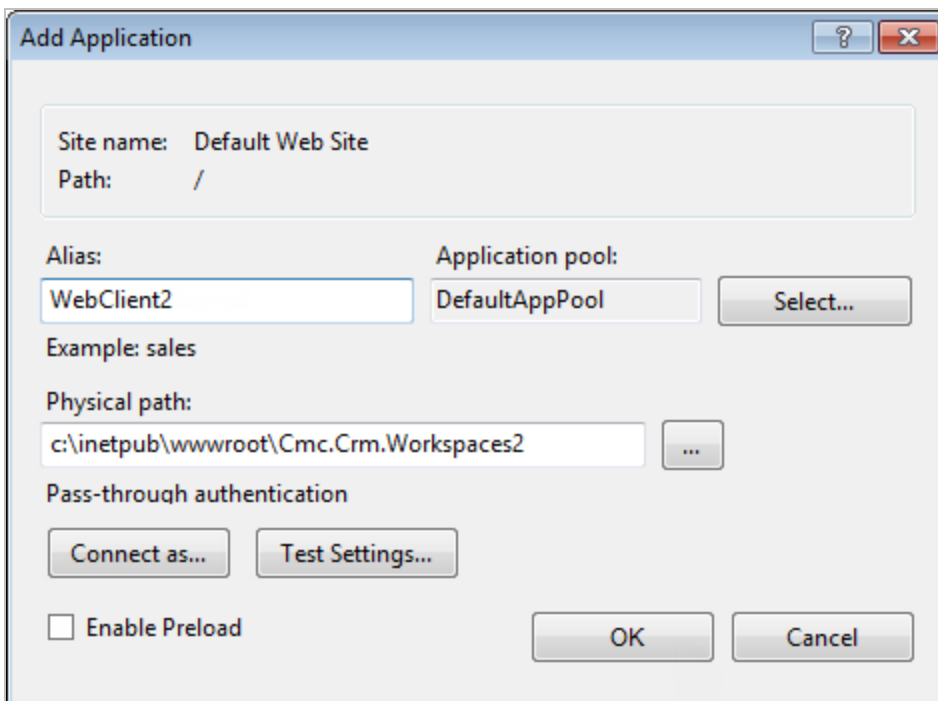 Add Application
Site name: Default Web Site
Path: /
Alias:
Application pool:
WebClient2
DefaultAppPool
Select...
Example: sales
Physical path:
c:\inetpub\wwwroot\Cmc.Crm.Workspaces2
...
Pass-through authentication
Connect as...
Test Settings...
Enable Preload
OK
Cancel